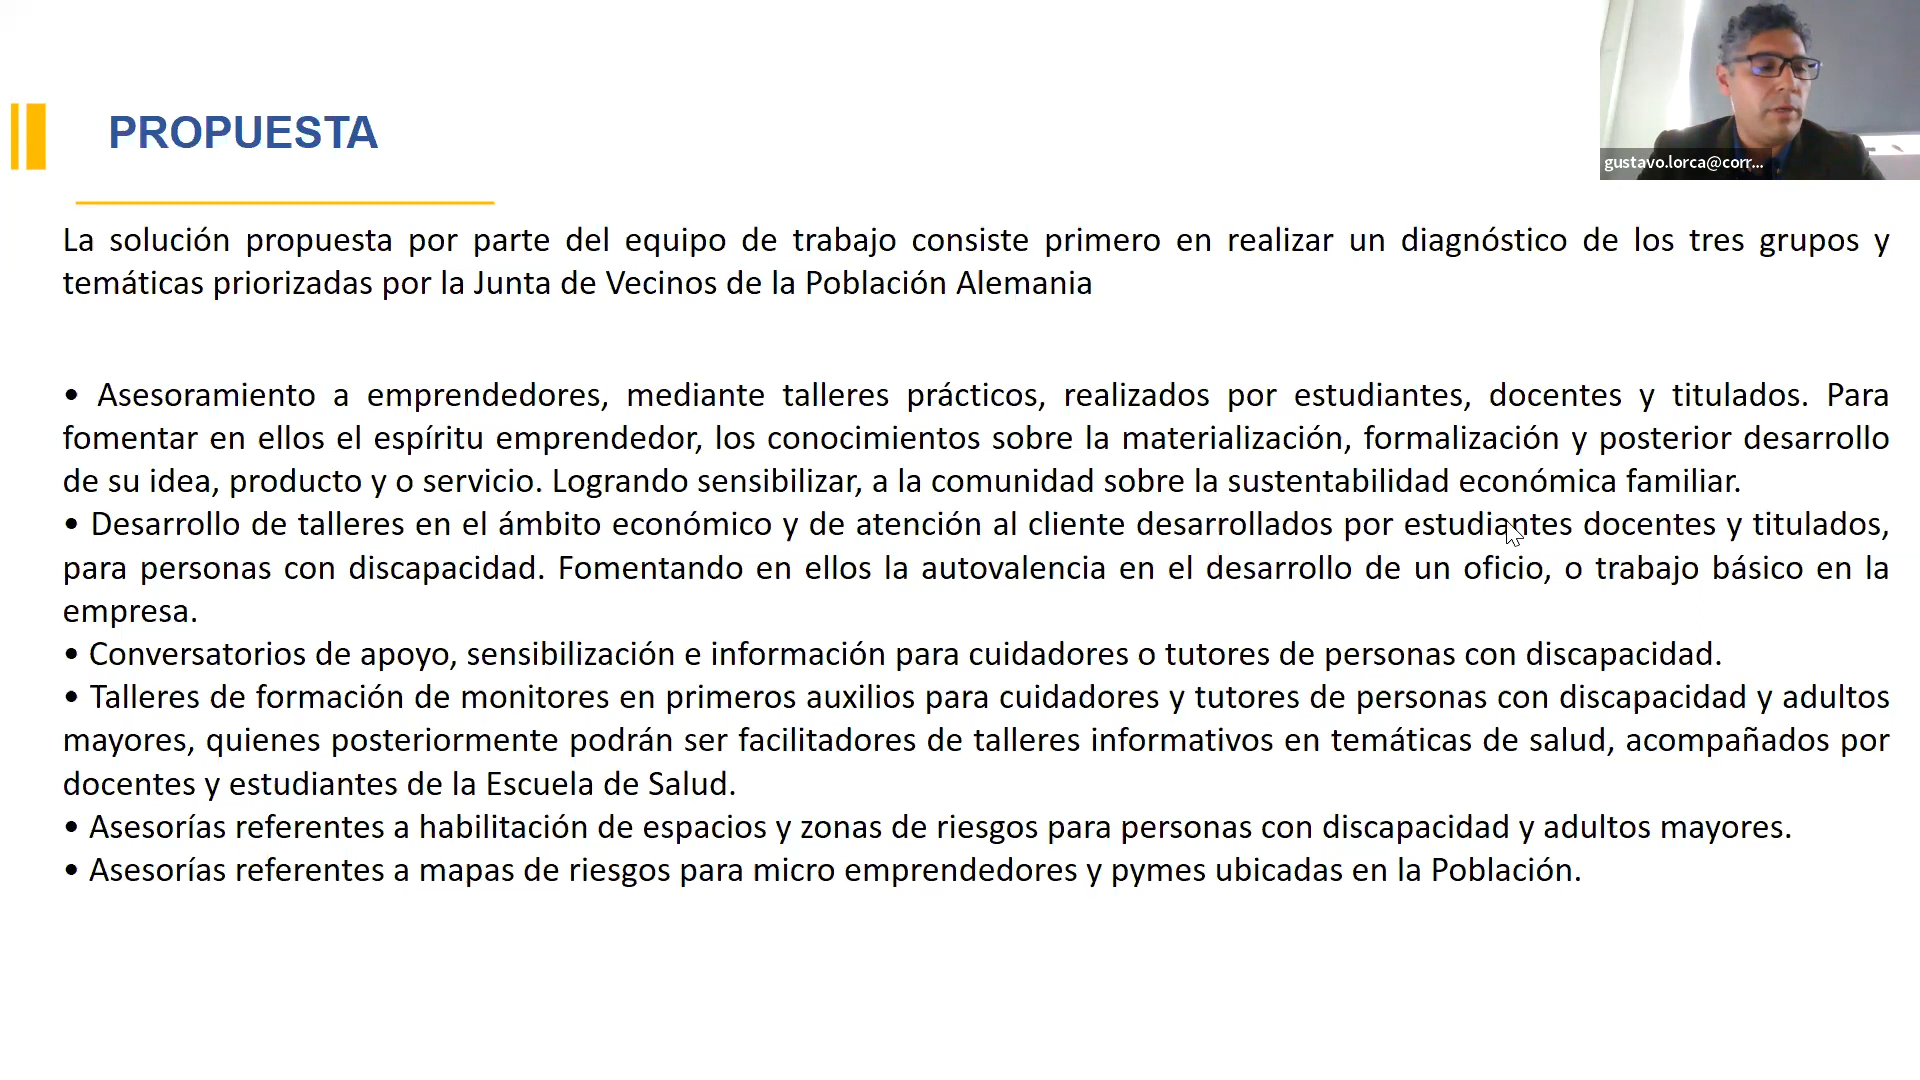 PROPUESTA
gustavo.lorca@corr...
La solución propuesta por parte del equipo de trabajo consiste primero en realizar un diagnóstico de los tres grupos y
temáticas priorizadas por la Junta de Vecinos de la Población Alemania
• Asesoramiento a emprendedores, mediante talleres prácticos, realizados por estudiantes, docentes y titulados. Para
fomentar en ellos el espíritu emprendedor, los conocimientos sobre la materialización, formalización y posterior desarrollo
de su idea, producto y o servicio. Logrando sensibilizar, a la comunidad sobre la sustentabilidad económica familiar.
• Desarrollo de talleres en el ámbito económico y de atención al cliente desarrollados por estudiantes docentes y titulados,
para personas con discapacidad. Fomentando en ellos la autovalencia en el desarrollo de un oficio, o trabajo básico en la
empresa.
• Conversatorios de apoyo, sensibilización e información para cuidadores o tutores de personas con discapacidad.
• Talleres de formación de monitores en primeros auxilios para cuidadores y tutores de personas con discapacidad y adultos
mayores, quienes posteriormente podrán ser facilitadores de talleres informativos en temáticas de salud, acompañados por
docentes y estudiantes de la Escuela de Salud.
• Asesorías referentes a habilitación de espacios y zonas de riesgos para personas con discapacidad y adultos mayores.
• Asesorías referentes a mapas de riesgos para micro emprendedores y pymes ubicadas en la Población.